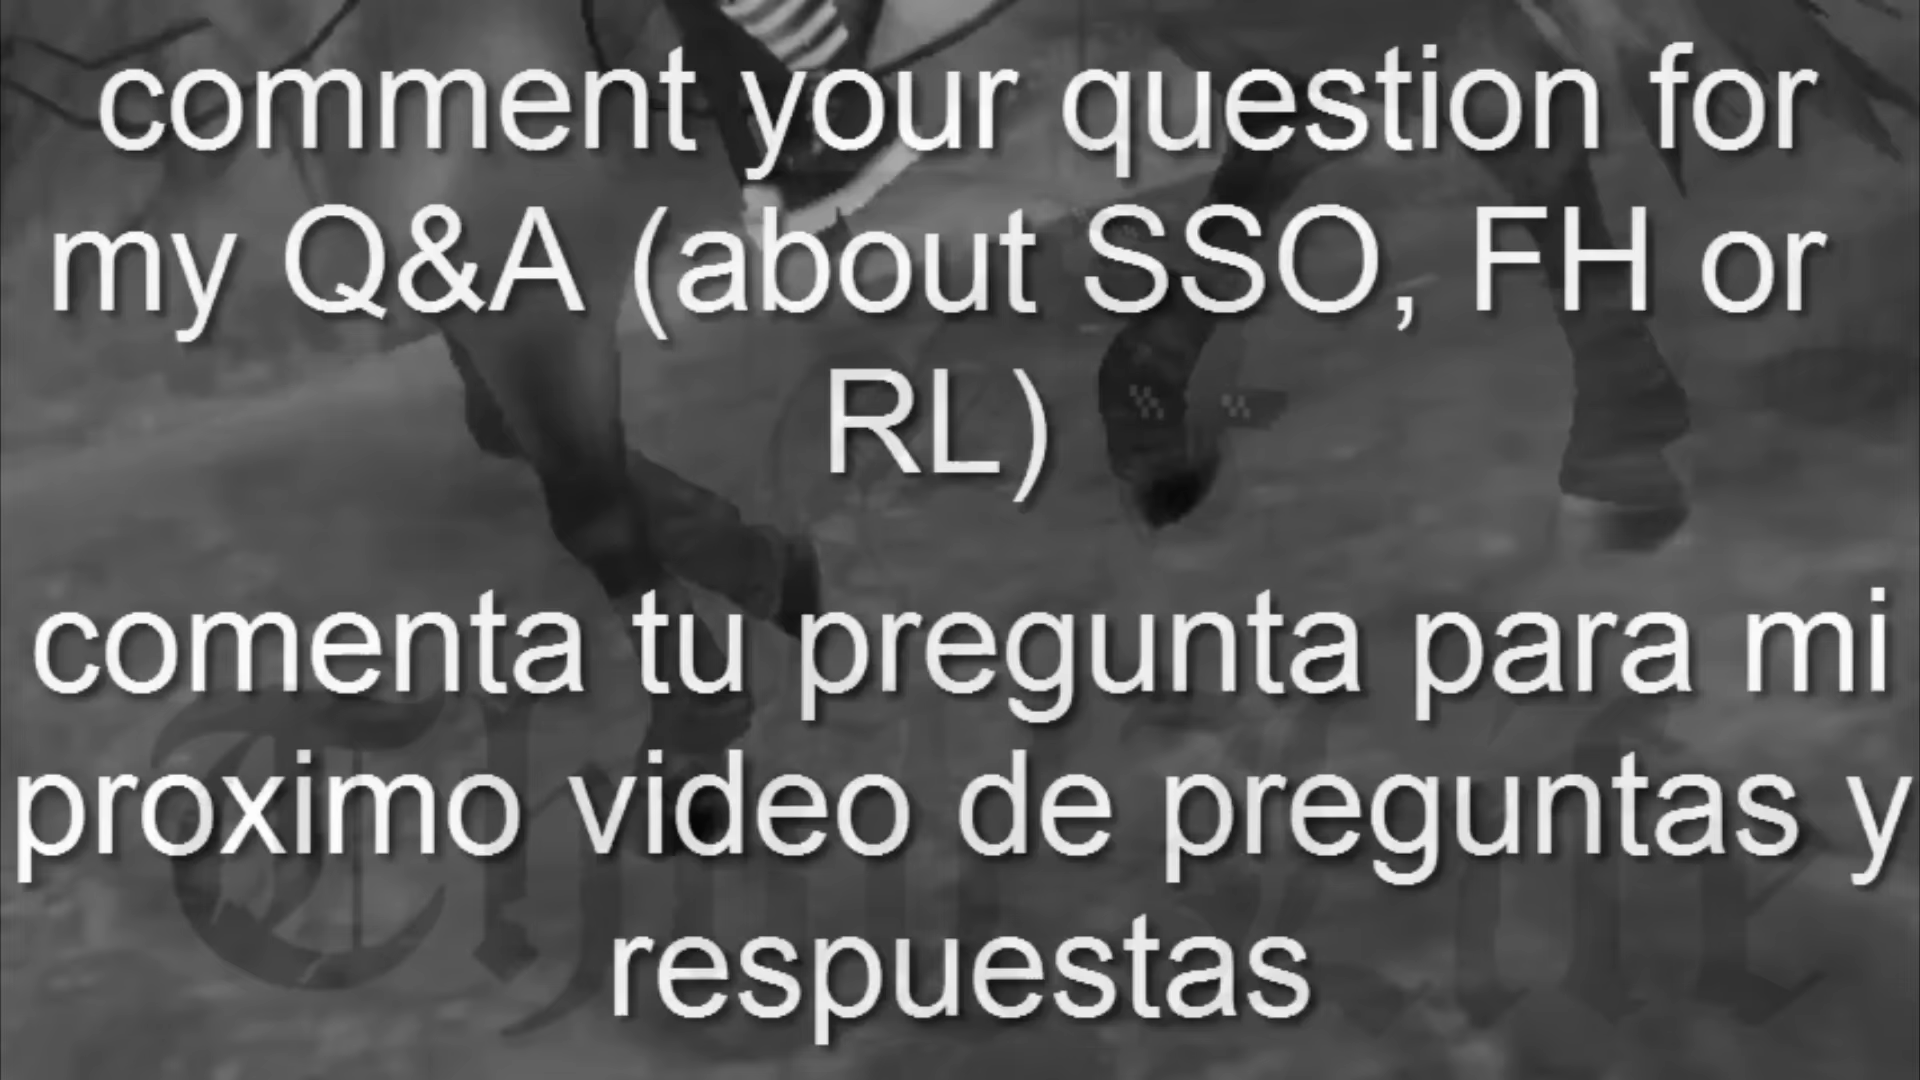 comment your question for
my Q&A (about SSO, FH or
RL)
comenta tu pregunta para mi
proximo video de preguntas y
respuestas